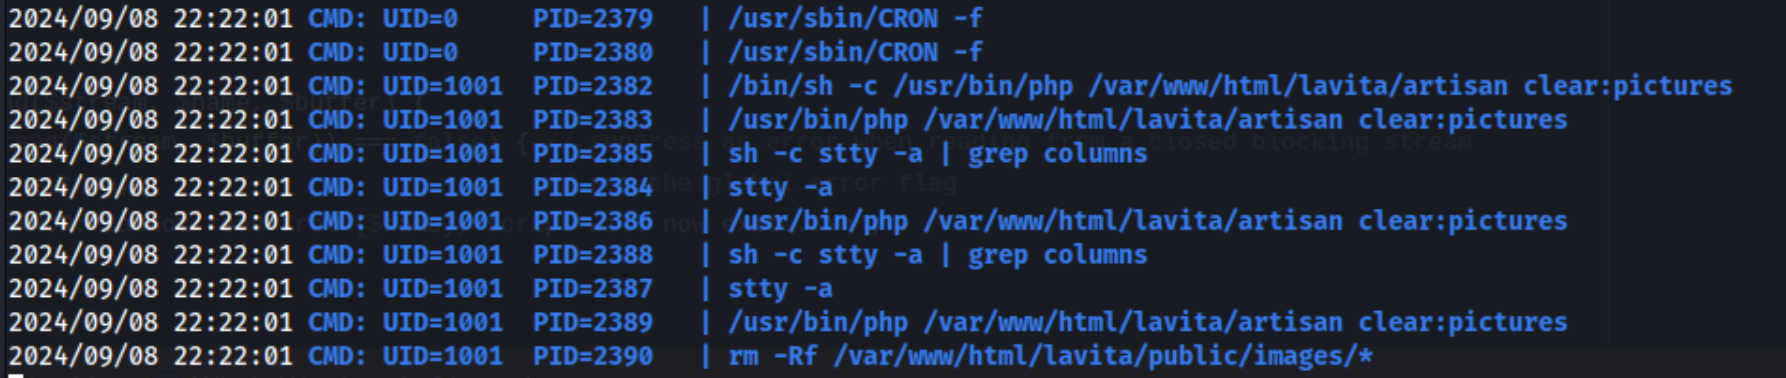 2024/09/08 22:22:01 CMD: UID=0     PID=2379   | /usr/sbin/CRON -f
2024/09/08 22:22:01 CMD: UID=0     PID=2380   | /usr/sbin/CRON -f
2024/09/08 22:22:01 CMD: UID=1001  PID=2382   | /bin/sh -c /usr/bin/php /var/www/html/lavita/artisan clear:pictures
2024/09/08 22:22:01 CMD: UID=1001  PID=2383   | /usr/bin/php /var/www/html/lavita/artisan clear:pictures
2024/09/08 22:22:01 CMD: UID=1001  PID=2385   | sh -c stty -a | grep columns
2024/09/08 22:22:01 CMD: UID=1001  PID=2384   | stty -a
2024/09/08 22:22:01 CMD: UID=1001  PID=2386   | /usr/bin/php /var/www/html/lavita/artisan clear:pictures
2024/09/08 22:22:01 CMD: UID=1001  PID=2388   | sh -c stty -a | grep columns
2024/09/08 22:22:01 CMD: UID=1001  PID=2387   | stty -a
2024/09/08 22:22:01 CMD: UID=1001  PID=2389   | /usr/bin/php /var/www/html/lavita/artisan clear:pictures
2024/09/08 22:22:01 CMD: UID=1001  PID=2390   | rm -Rf /var/www/html/lavita/public/images/*